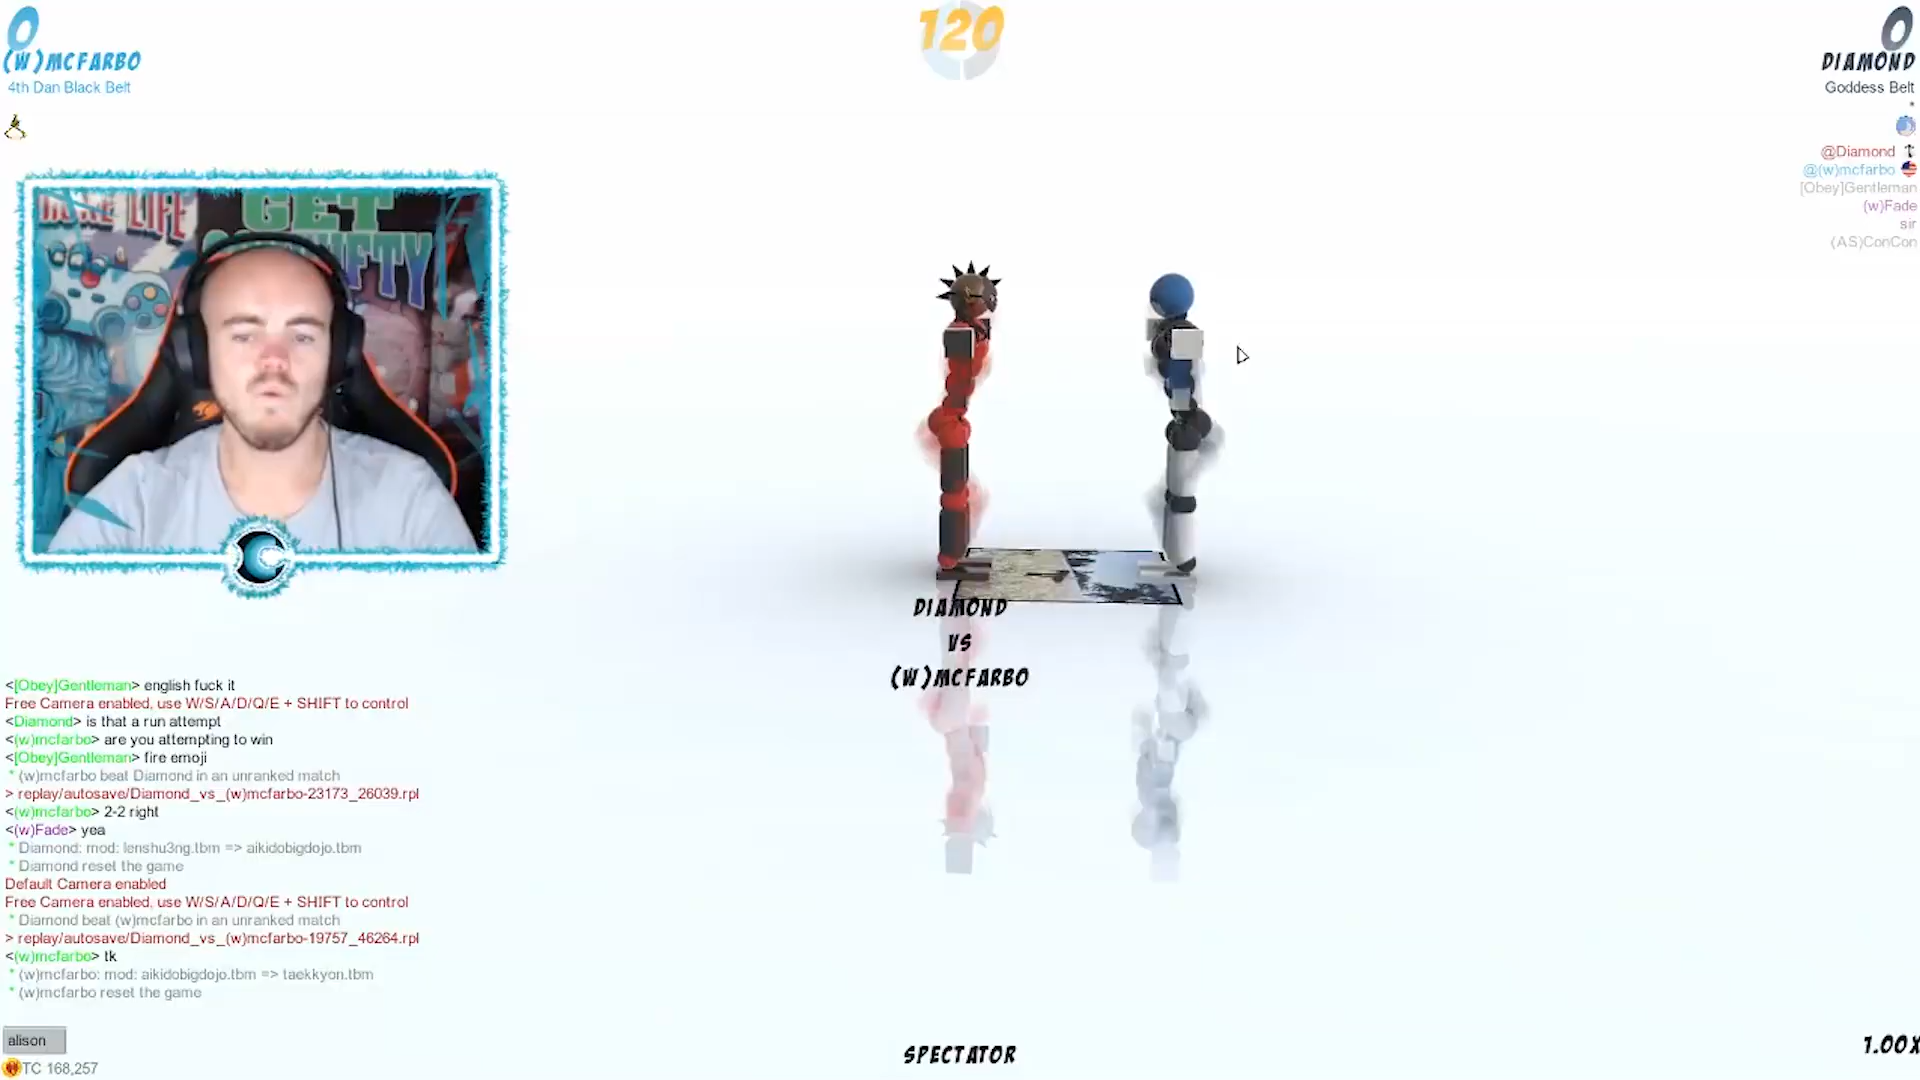 0
(W)MCFARBO
4th Dan Black Belt
120
0
DIAMOND
Goddess Belt
@Diamond
@(w)mcfarbo
[Obey]Gentleman
(w)Fade
sir
(AS)ConCon
LIFE
GET
DIAMOND
VS
(W)MCFARBO
<[Obey]Gentleman> english fuck it
Free Camera enabled, use W/S/A/D/Q/E + SHIFT to control
<Diamond> is that a run attempt
<(w)mcfarbo> are you attempting to win
<[Obey]Gentleman> fire emoji
* (w)mcfarbo beat Diamond in an unranked match
> replay/autosave/Diamond_vs_(w)mcfarbo-23173_26039.rpl
<(w)mcfarbo> 2-2 right
<(w)Fade> yea
* Diamond: mod: lenshu3ng.tbm => aikidobigdojo.tbm
* Diamond reset the game
Default Camera enabled
Free Camera enabled, use W/S/A/D/Q/E + SHIFT to control
* Diamond beat (w)mcfarbo in an unranked match
> replay/autosave/Diamond_vs_(w)mcfarbo-19757_46264.rpl
<(w)mcfarbo> tk
* (w)mcfarbo: mod: aikidobigdojo.tbm => taekkyon.tbm
* (w)mcfarbo reset the game
alison
TC 168,257
SPECTATOR
1.00X